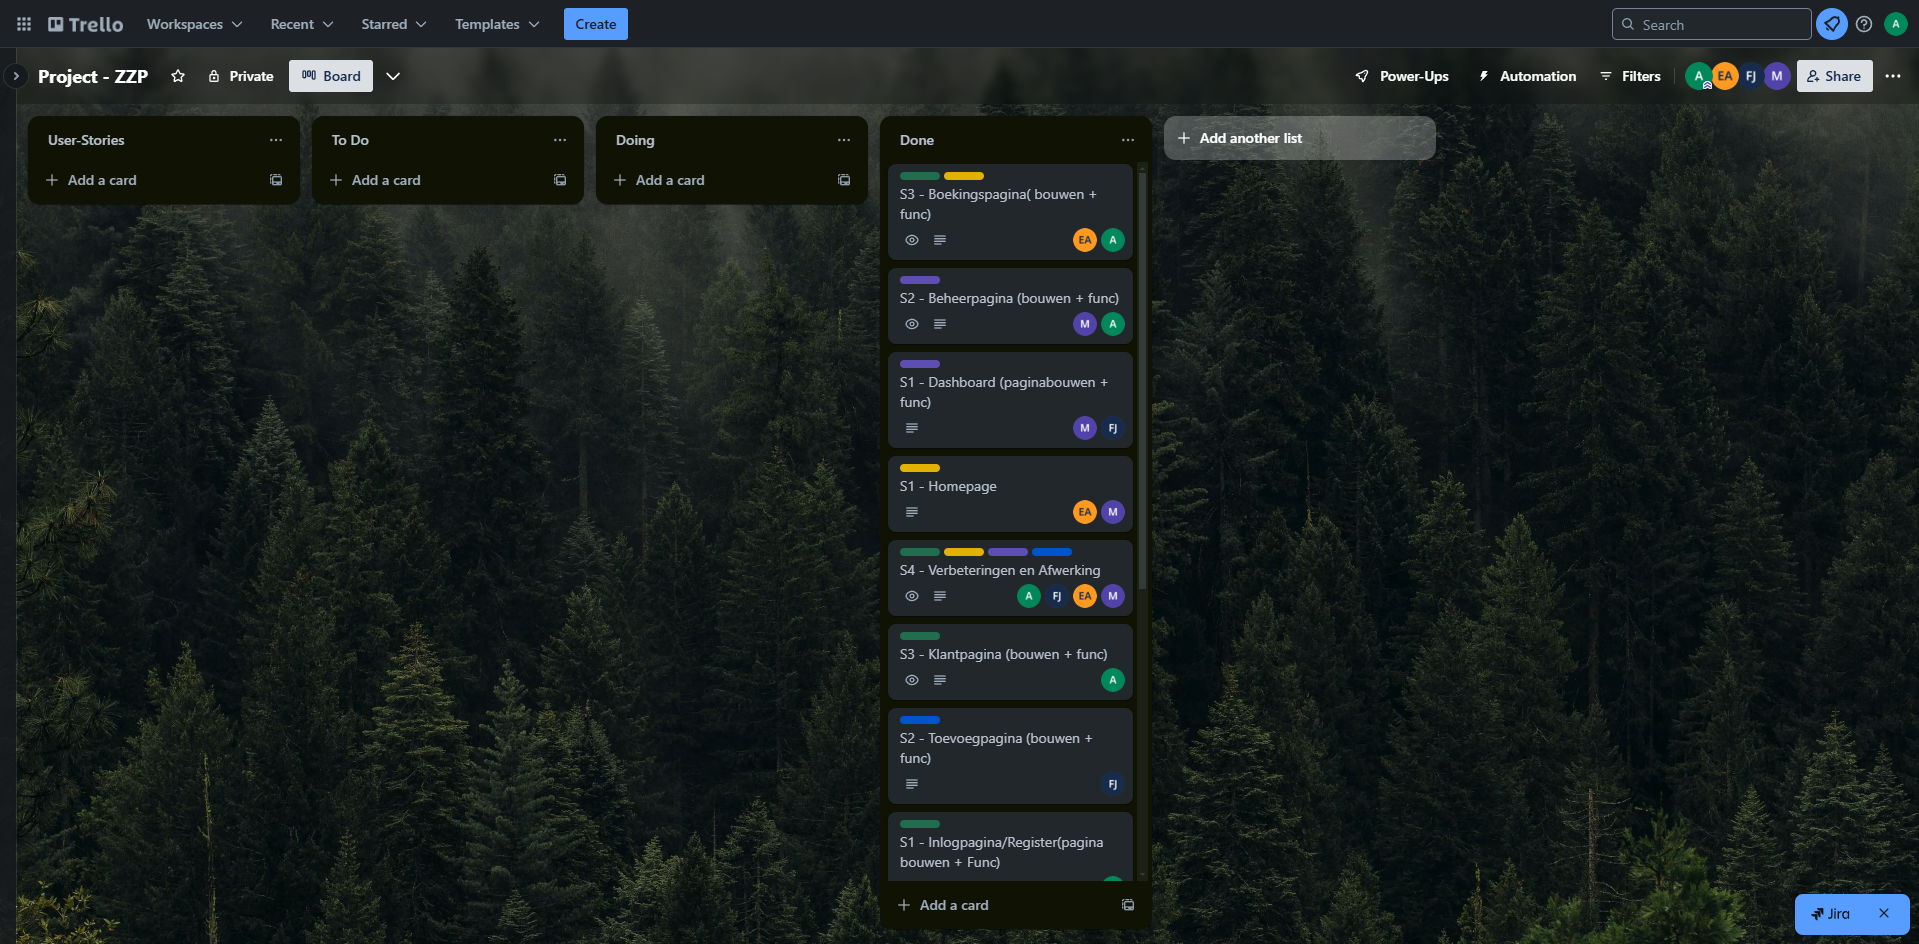 Trello
Workspaces
Recent
Starred
Templates
Create
Search
A
Project - ZZP
Private
Board
Power-Ups
Automation
Filters
A
EA
FJ
M
Share
User-Stories
Add a card
To Do
Add a card
Doing
Add a card
Done
S3 - Boekingspagina( bouwen +
func)
EA
A
S2 - Beheerpagina (bouwen + func)
M
A
S1 - Dashboard (paginabouwen +
func)
M
FJ
S1 - Homepage
EA
M
S4 - Verbeteringen en Afwerking
A
FJ
EA
M
S3 - Klantpagina (bouwen + func)
A
S2 - Toevoegpagina (bouwen +
func)
FJ
S1 - Inlogpagina/Register(pagina
bouwen + Func)
Add a card
Add another list
Jira